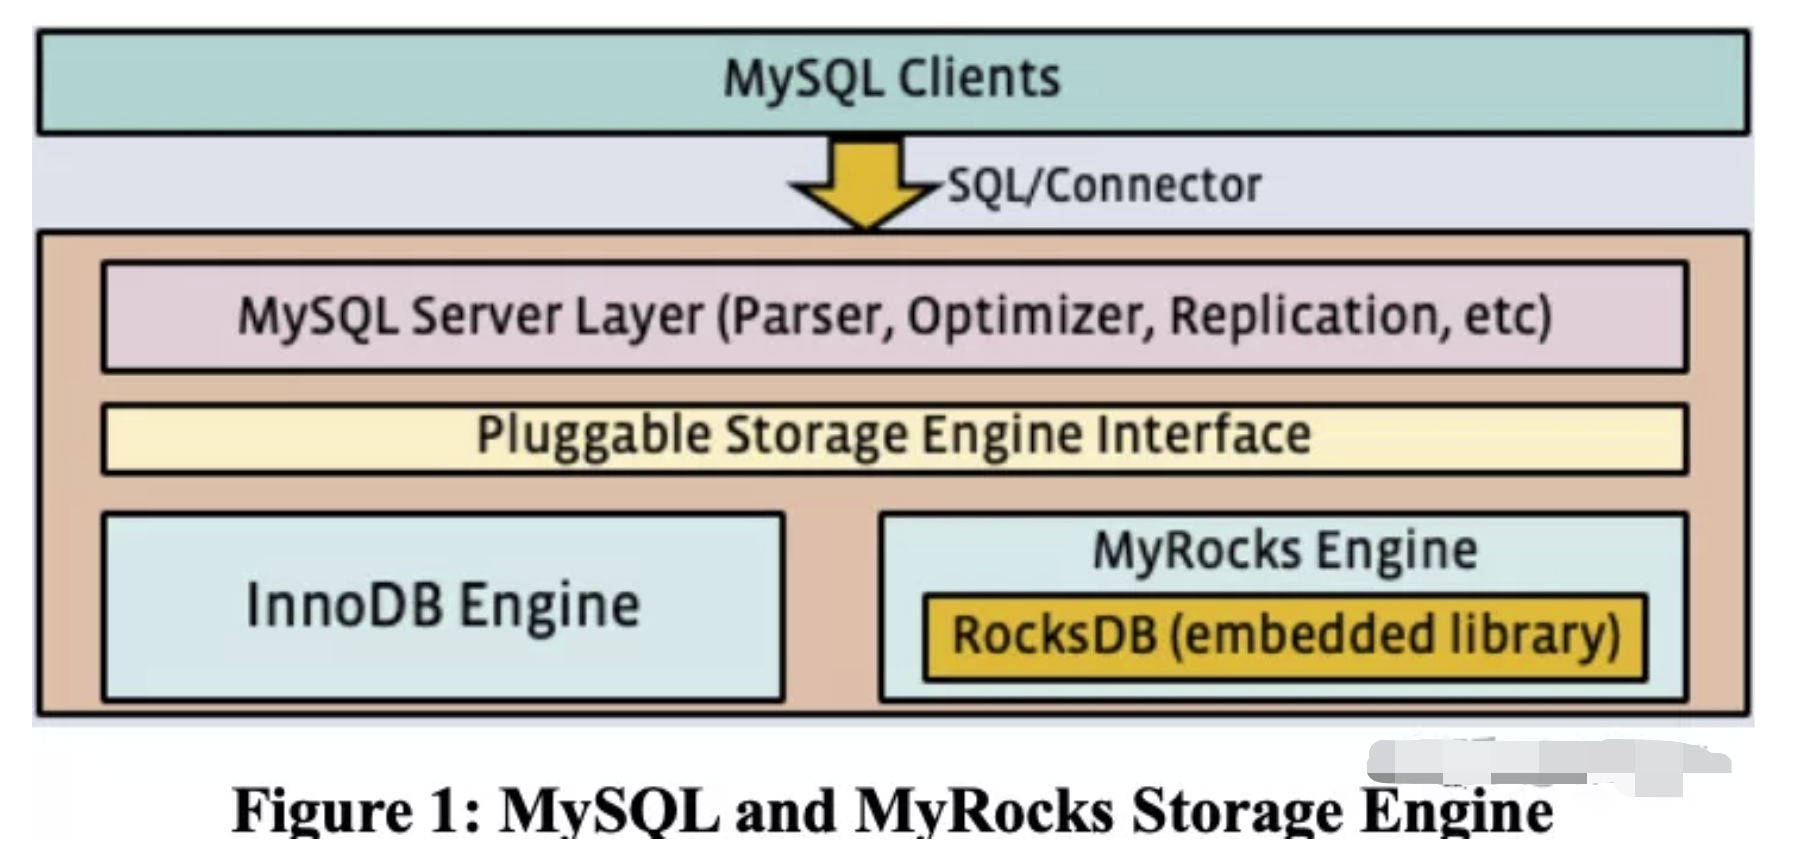 MySQL Clients
SQL/Connector
MySQL Server Layer (Parser, Optimizer, Replication, etc)
Pluggable Storage Engine Interface
InnoDB Engine
MyRocks Engine
RocksDB (embedded library)
Figure 1: MySQL and MyRocks Storage Engine